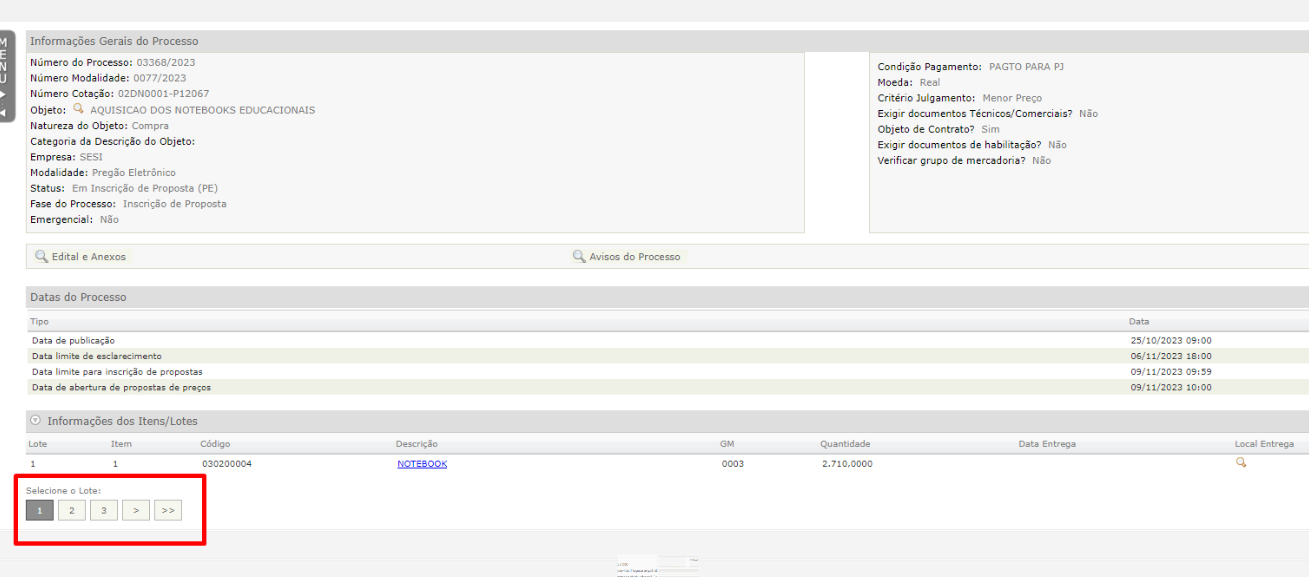 MENU
Informações Gerais do Processo
Número do Processo: 03368/2023
Número Modalidade: 0077/2023
Número Cotação: 02DN0001-P12067
Objeto: AQUISICAO DOS NOTEBOOKS EDUCACIONAIS
Natureza do Objeto: Compra
Categoria da Descrição do Objeto:
Empresa: SESI
Modalidade: Pregão Eletrônico
Status: Em Inscrição de Proposta (PE)
Fase do Processo: Inscrição de Proposta
Emergencial: Não
Condição Pagamento: PAGTO PARA PJ
Moeda: Real
Critério Julgamento: Menor Preço
Exigir documentos Técnicos/Comerciais? Não
Objeto de Contrato? Sim
Exigir documentos de habilitação? Não
Verificar grupo de mercadoria? Não
Edital e Anexos Avisos do Processo
Datas do Processo
Tipo Data
Data de publicação 25/10/2023 09:00
Data limite de esclarecimento 06/11/2023 18:00
Data limite para inscrição de propostas 09/11/2023 09:59
Data de abertura de propostas de preços 09/11/2023 10:00
Informações dos Itens/Lotes
Lote Item Código Descrição GM Quantidade Data Entrega Local Entrega
1 1 030200004 NOTEBOOK 0003 2.710,0000
Selecione o Lote:
1 2 3 > >>